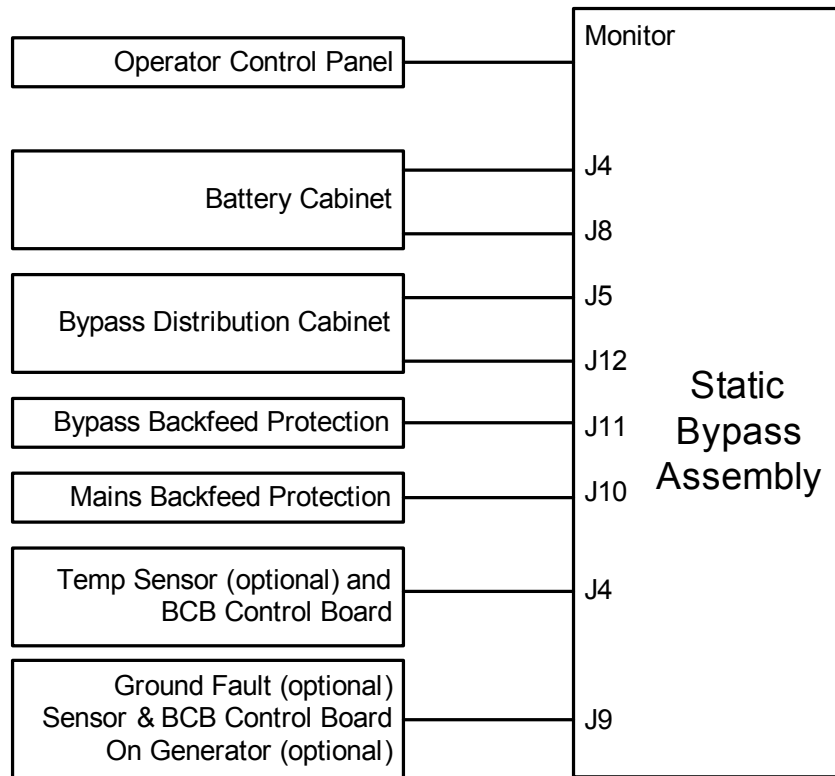 Monitor
Operator Control Panel
J4
Battery Cabinet
J8
J5
Bypass Distribution Cabinet
J12
Static
Bypass
Assembly
Bypass Backfeed Protection
J11
Mains Backfeed Protection
J10
Temp Sensor (optional) and
BCB Control Board
J4
Ground Fault (optional)
Sensor & BCB Control Board
On Generator (optional)
J9